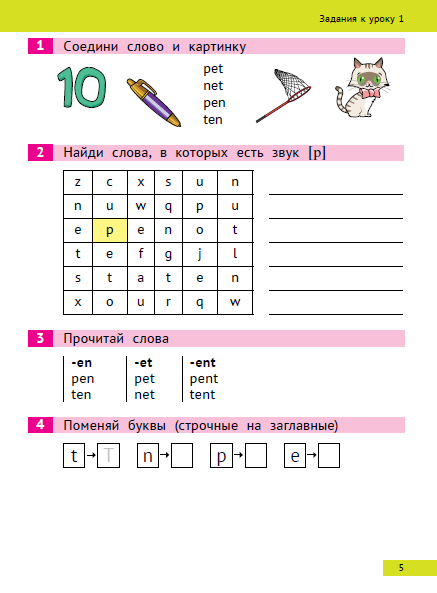 Задания к уроку 1
1 Соедини слово и картинку
10
pet
net
pen
ten
2 Найди слова, в которых есть звук [p]
z c x s u n
n u w q p u
e p e n o t
t e f g j l
s t a t e n
x o u r q w
3 Прочитай слова
-en -et -ent
pen pet pent
ten net tent
4 Поменяй буквы (строчные на заглавные)
t → T n → p → e →
5